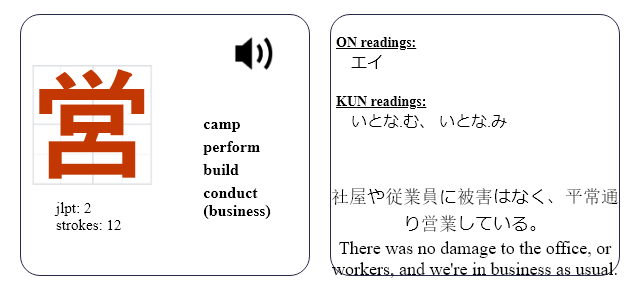 営
camp
perform
build
conduct
(business)
jlpt: 2
strokes: 12
ON readings:
エイ
KUN readings:
いとな.む、 いとな.み
社屋や従業員に被害はなく、平常通
り営業している。
There was no damage to the office, or
workers, and we're in business as usual.